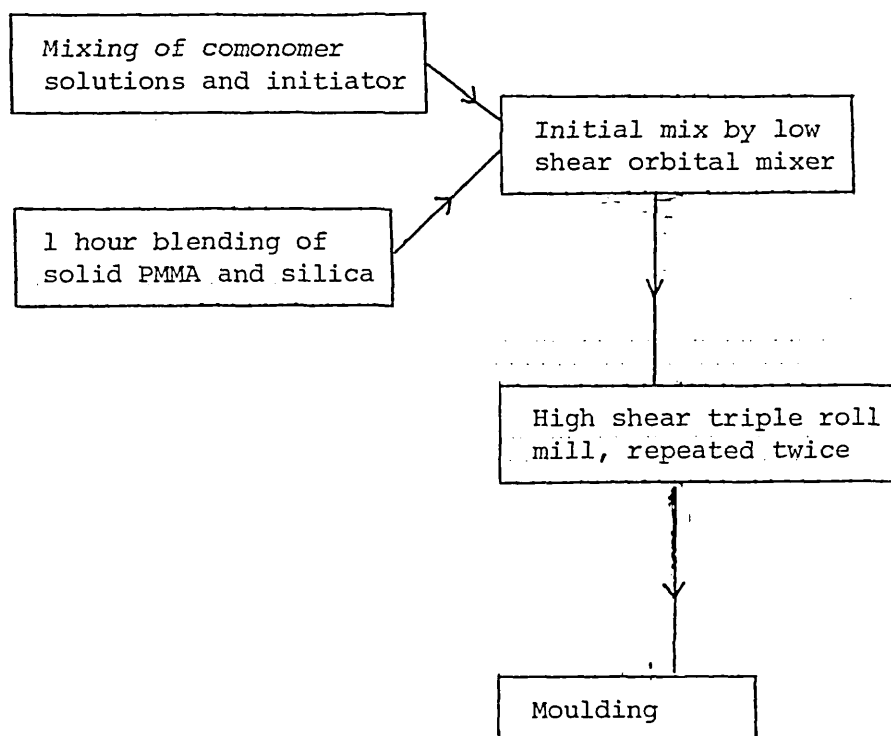 Mixing of comonomer
solutions and initiator
Initial mix by low
shear orbital mixer
1 hour blending of
solid PMMA and silica
High shear triple roll
mill, repeated twice
Moulding